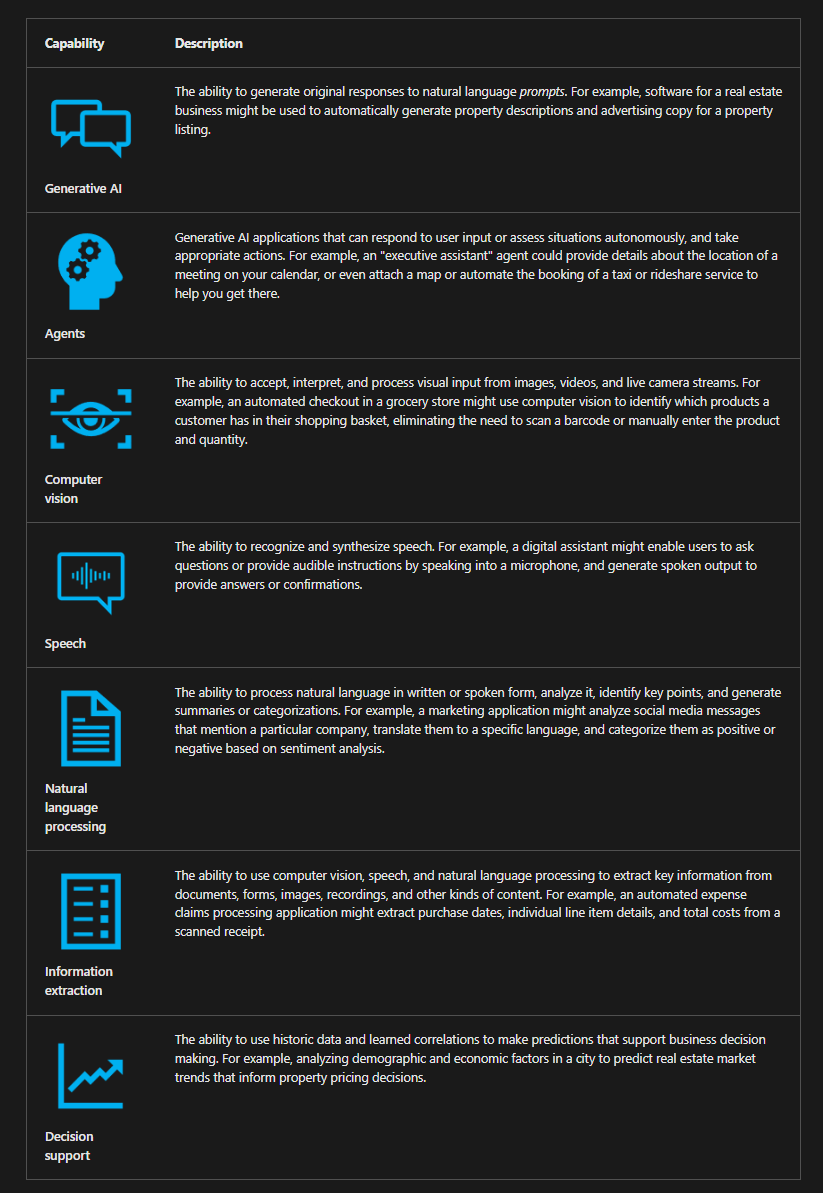 Capability Description
The ability to generate original responses to natural language prompts. For example, software for a real estate
business might be used to automatically generate property descriptions and advertising copy for a property
listing.
Generative AI
Generative AI applications that can respond to user input or assess situations autonomously, and take
appropriate actions. For example, an "executive assistant" agent could provide details about the location of a
meeting on your calendar, or even attach a map or automate the booking of a taxi or rideshare service to
help you get there.
Agents
The ability to accept, interpret, and process visual input from images, videos, and live camera streams. For
example, an automated checkout in a grocery store might use computer vision to identify which products a
customer has in their shopping basket, eliminating the need to scan a barcode or manually enter the product
and quantity.
Computer
vision
The ability to recognize and synthesize speech. For example, a digital assistant might enable users to ask
questions or provide audible instructions by speaking into a microphone, and generate spoken output to
provide answers or confirmations.
Speech
The ability to process natural language in written or spoken form, analyze it, identify key points, and generate
summaries or categorizations. For example, a marketing application might analyze social media messages
that mention a particular company, translate them to a specific language, and categorize them as positive or
negative based on sentiment analysis.
Natural
language
processing
The ability to use computer vision, speech, and natural language processing to extract key information from
documents, forms, images, recordings, and other kinds of content. For example, an automated expense
claims processing application might extract purchase dates, individual line item details, and total costs from a
scanned receipt.
Information
extraction
The ability to use historic data and learned correlations to make predictions that support business decision
making. For example, analyzing demographic and economic factors in a city to predict real estate market
trends that inform property pricing decisions.
Decision
support